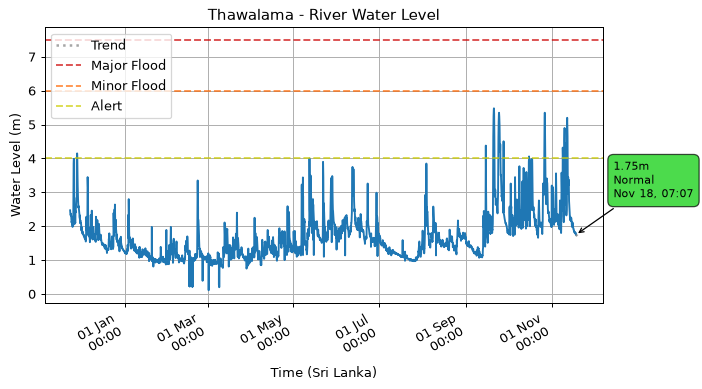 Thawalama - River Water Level
Trend
Major Flood
Minor Flood
Alert
Water Level (m)
7
6
5
4
3
2
1
0
1.75m
Normal
Nov 18, 07:07
01 Jan
00:00
01 Mar
00:00
01 May
00:00
01 Jul
00:00
01 Sep
00:00
01 Nov
00:00
Time (Sri Lanka)